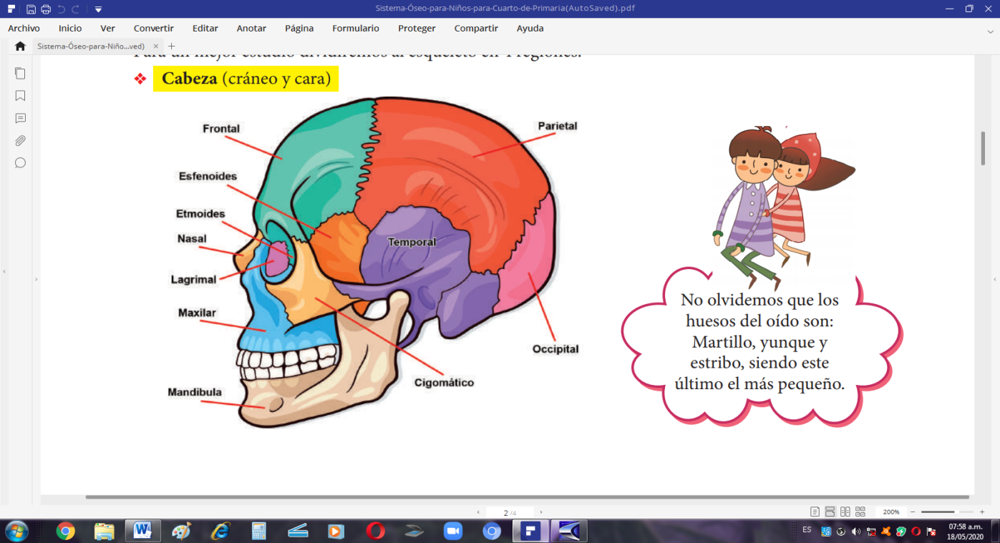 Sistema-Óseo-para-Niños-para-Cuarto-de-Primaria(AutoSaved).pdf
Archivo Inicio Ver Convertir Editar Anotar Página Formulario Proteger Compartir Ayuda
Sistema-Óseo-para-Niño...ved) × +
Para un mejor estudio dividiremos al esqueleto en 4 regiones:
❖ Cabeza (cráneo y cara)
Frontal
Parietal
Esfenoides
Etmoides
Nasal
Temporal
Lagrimal
Maxilar
Occipital
Cigomático
Mandibula
No olvidemos que los
huesos del oído son:
Martillo, yunque y
estribo, siendo este
último el más pequeño.
2 /4
200%
ES
07:58 a.m.
18/05/2020